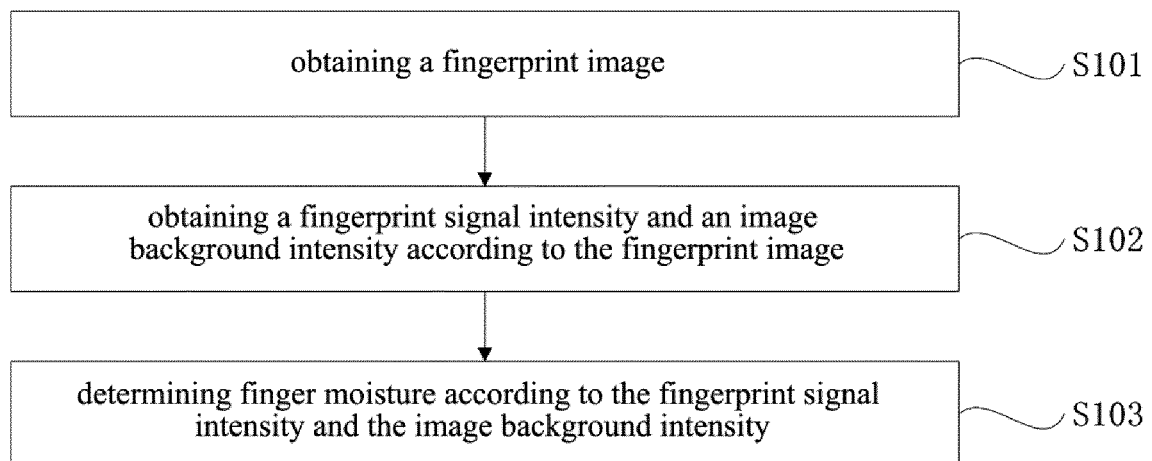 obtaining a fingerprint image
S101
obtaining a fingerprint signal intensity and an image
background intensity according to the fingerprint image
S102
determining finger moisture according to the fingerprint signal
intensity and the image background intensity
S103